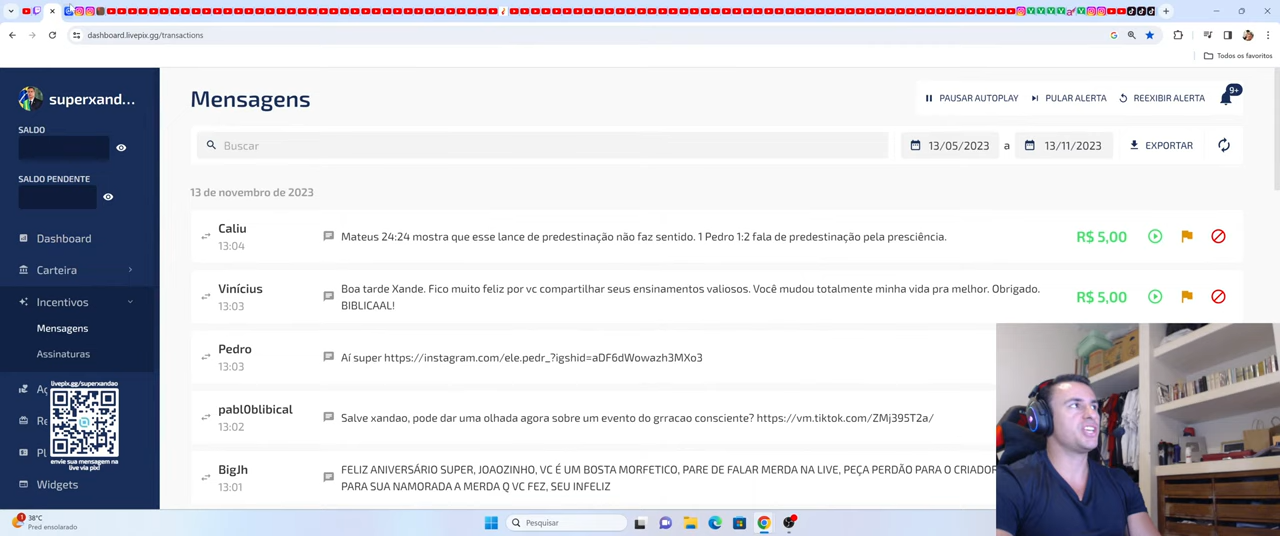 dashboard.livepix.gg/transactions
Todos os favoritos
superxand...
SALDO
SALDO PENDENTE
Dashboard
Carteira
Incentivos
Mensagens
Assinaturas
livepix.gg/superxandao
envie sua mensagem na
live via pix!
Widgets
Mensagens
PAUSAR AUTOPLAY
PULAR ALERTA
REEXIBIR ALERTA
9+
Buscar
13/05/2023 a 13/11/2023
EXPORTAR
13 de novembro de 2023
Caliu
13:04
Mateus 24:24 mostra que esse lance de predestinação não faz sentido. 1 Pedro 1:2 fala de predestinação pela presciência.
R$ 5,00
Vinícius
13:03
Boa tarde Xande. Fico muito feliz por vc compartilhar seus ensinamentos valiosos. Você mudou totalmente minha vida pra melhor. Obrigado.
BIBLICAAL!
R$ 5,00
Pedro
13:03
Aí super https://instagram.com/ele.pedr_?igshid=aDF6dWowazh3MXo3
pabl0blibical
13:02
Salve xandao, pode dar uma olhada agora sobre um evento do grracao consciente? https://vm.tiktok.com/ZMj395T2a/
BigJh
13:01
FELIZ ANIVERSÁRIO SUPER, JOAOZINHO, VC É UM BOSTA MORFETICO, PARE DE FALAR MERDA NA LIVE, PEÇA PERDÃO PARA O CRIADOR
PARA SUA NAMORADA A MERDA Q VC FEZ, SEU INFELIZ
38°C
Pred ensolarado
Pesquisar